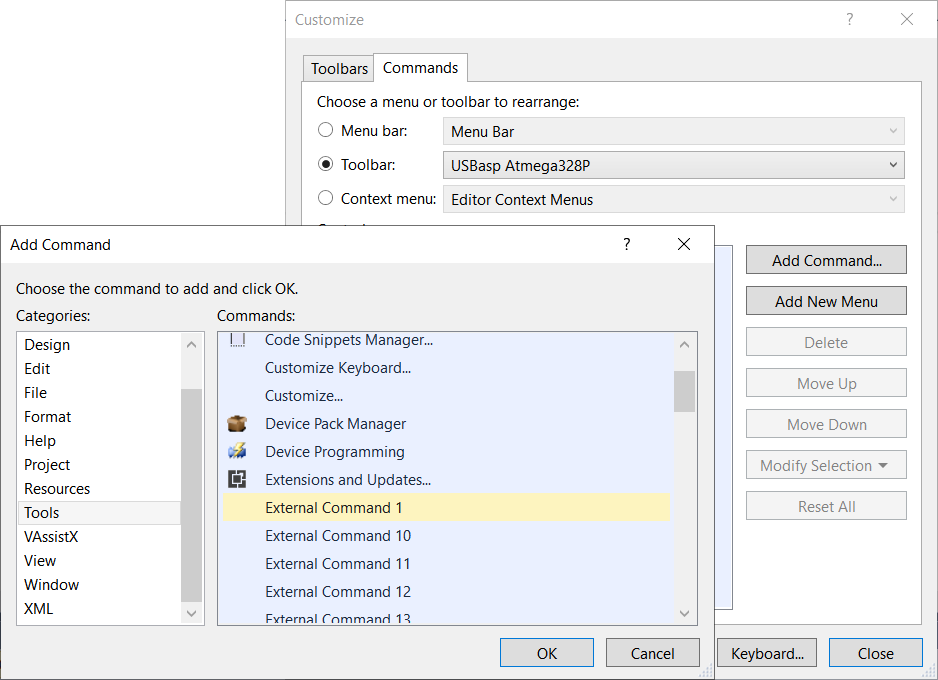 Customize
?
Toolbars
Commands
Choose a menu or toolbar to rearrange:
Menu bar:
Menu Bar
Toolbar:
USBasp Atmega328P
Context menu:
Editor Context Menus
Add Command...
Add New Menu
Delete
Move Up
Move Down
Modify Selection
Reset All
Keyboard...
Close
Add Command
?
Choose the command to add and click OK.
Categories:
Design
Edit
File
Format
Help
Project
Resources
Tools
VAssistX
View
Window
XML
Commands:
Code Snippets Manager...
Customize Keyboard...
Customize...
Device Pack Manager
Device Programming
Extensions and Updates...
External Command 1
External Command 10
External Command 11
External Command 12
External Command 13
OK
Cancel